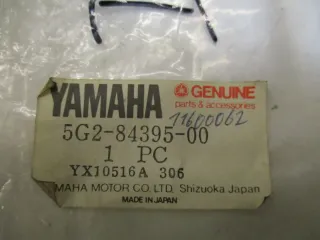 YAMAHA GENUINE
parts & accessories
11600062
5G2-84395-00
1 PC
YX10516A 306
MAHA MOTOR CO. LTD. Shizuoka Japan
MADE IN JAPAN